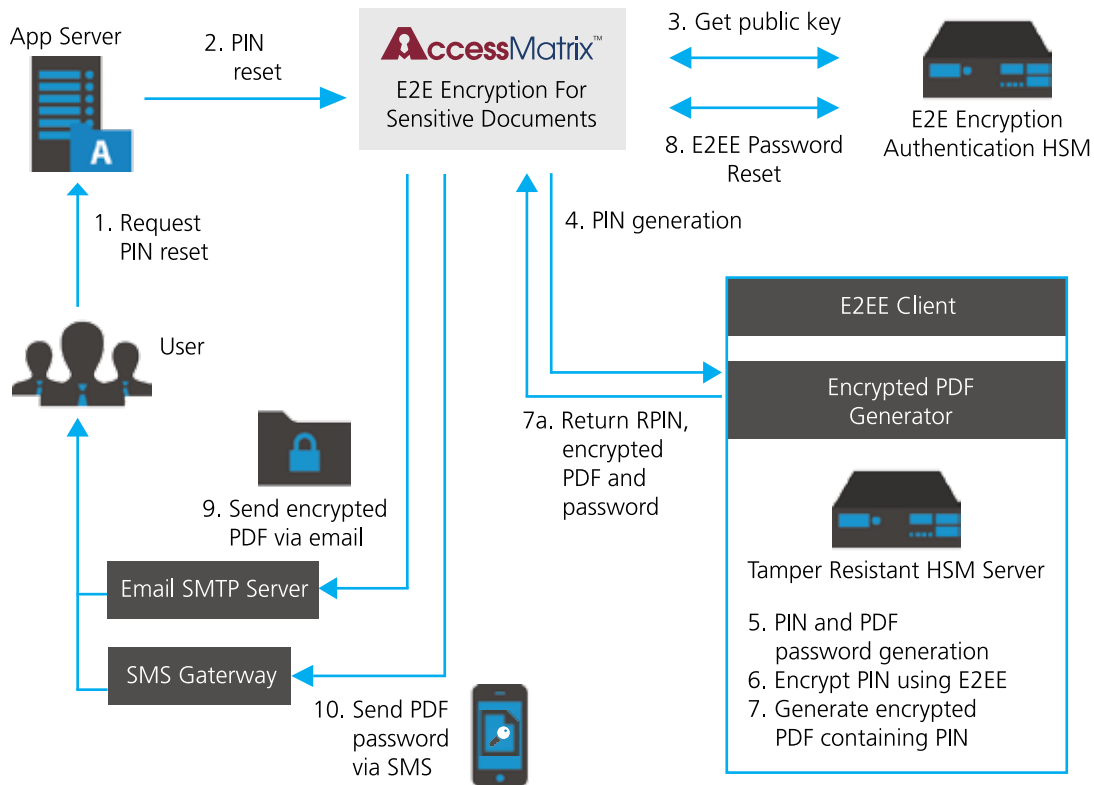 App Server
2. PIN
reset
AccessMatrix™
E2E Encryption For
Sensitive Documents
3. Get public key
8. E2EE Password
Reset
E2E Encryption
Authentication HSM
A
1. Request
PIN reset
4. PIN generation
User
E2EE Client
Encrypted PDF
Generator
7a. Return RPIN,
encrypted
PDF and
password
9. Send encrypted
PDF via email
Tamper Resistant HSM Server
Email SMTP Server
5. PIN and PDF
password generation
6. Encrypt PIN using E2EE
7. Generate encrypted
PDF containing PIN
SMS Gaterway
10. Send PDF
password
via SMS